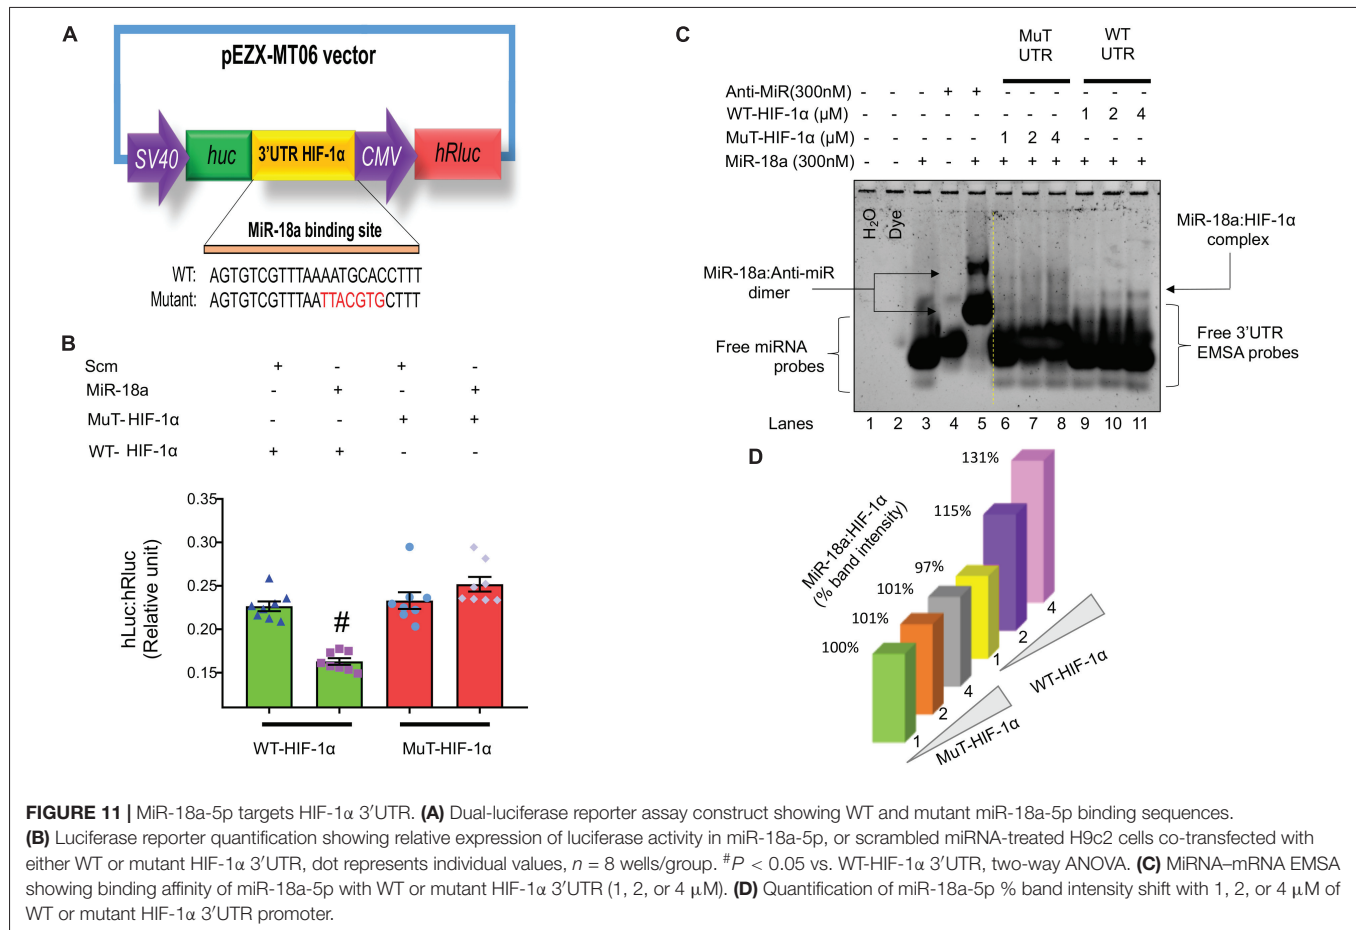 A
pEZX-MT06 vector
SV40
huc
3'UTR HIF-1α
CMV
hRluc
MiR-18a binding site
WT: AGTGTCGTTTAAAATGCACCTTT
Mutant: AGTGTCGTTTAATTACGTGCTTT
B
Scm + - + -
MiR-18a - + - +
MuT-HIF-1α - - + +
WT- HIF-1α + + - -
hLuc:hRluc
(Relative unit)
0.35
0.30
0.25
0.20
0.15
#
WT-HIF-1α
MuT-HIF-1α
C
MuT
UTR
WT
UTR
Anti-MiR(300nM) - - - + + - - - - - -
WT-HIF-1α (µM) - - - - - - - - 1 2 4
MuT-HIF-1α (µM) - - - - - 1 2 4 - - -
MiR-18a (300nM) - - + - + + + + + + +
H2O
Dye
MiR-18a:Anti-miR
dimer
Free miRNA
probes
MiR-18a:HIF-1α
complex
Free 3'UTR
EMSA probes
Lanes 1 2 3 4 5 6 7 8 9 10 11
D
MiR-18a:HIF-1α
(% band intensity)
100%
101%
101%
97%
115%
131%
1
2
4
1
2
4
MuT-HIF-1α
WT-HIF-1α
FIGURE 11 | MiR-18a-5p targets HIF-1α 3′UTR. (A) Dual-luciferase reporter assay construct showing WT and mutant miR-18a-5p binding sequences.
(B) Luciferase reporter quantification showing relative expression of luciferase activity in miR-18a-5p, or scrambled miRNA-treated H9c2 cells co-transfected with
either WT or mutant HIF-1α 3′UTR, dot represents individual values, n = 8 wells/group. #P < 0.05 vs. WT-HIF-1α 3′UTR, two-way ANOVA. (C) MiRNA–mRNA EMSA
showing binding affinity of miR-18a-5p with WT or mutant HIF-1α 3′UTR (1, 2, or 4 µM). (D) Quantification of miR-18a-5p % band intensity shift with 1, 2, or 4 µM of
WT or mutant HIF-1α 3′UTR promoter.